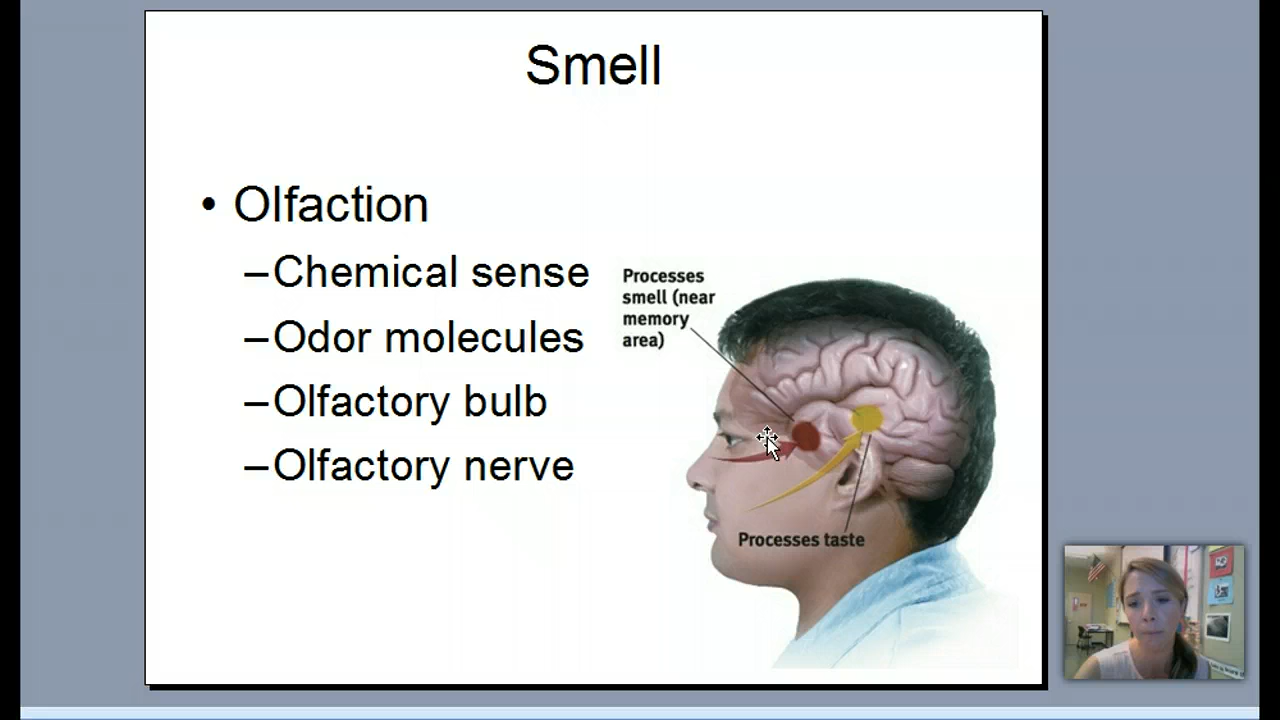 Smell
• Olfaction
–Chemical sense
–Odor molecules
–Olfactory bulb
–Olfactory nerve
Processes
smell (near
memory
area)
Processes taste